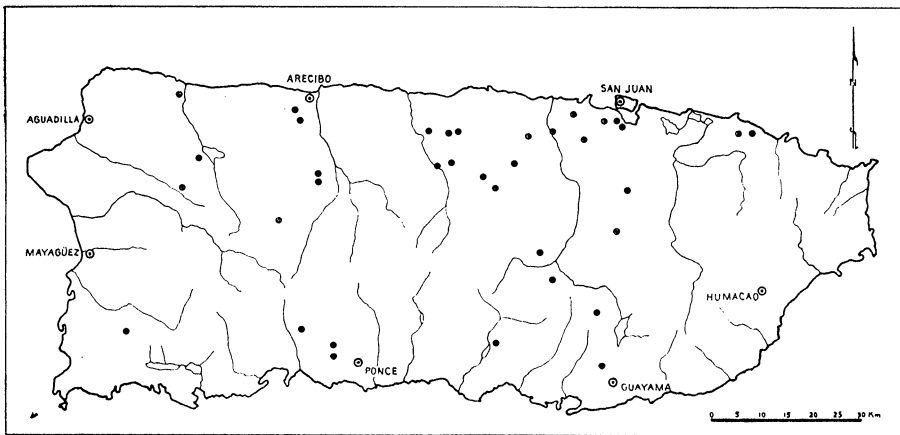 ARECIBO
SAN JUAN
N
AGUADILLA
MAYAGÜEZ
HUMACAO
PONCE
GUAYAMA
0 5 10 15 20 25 30 Km